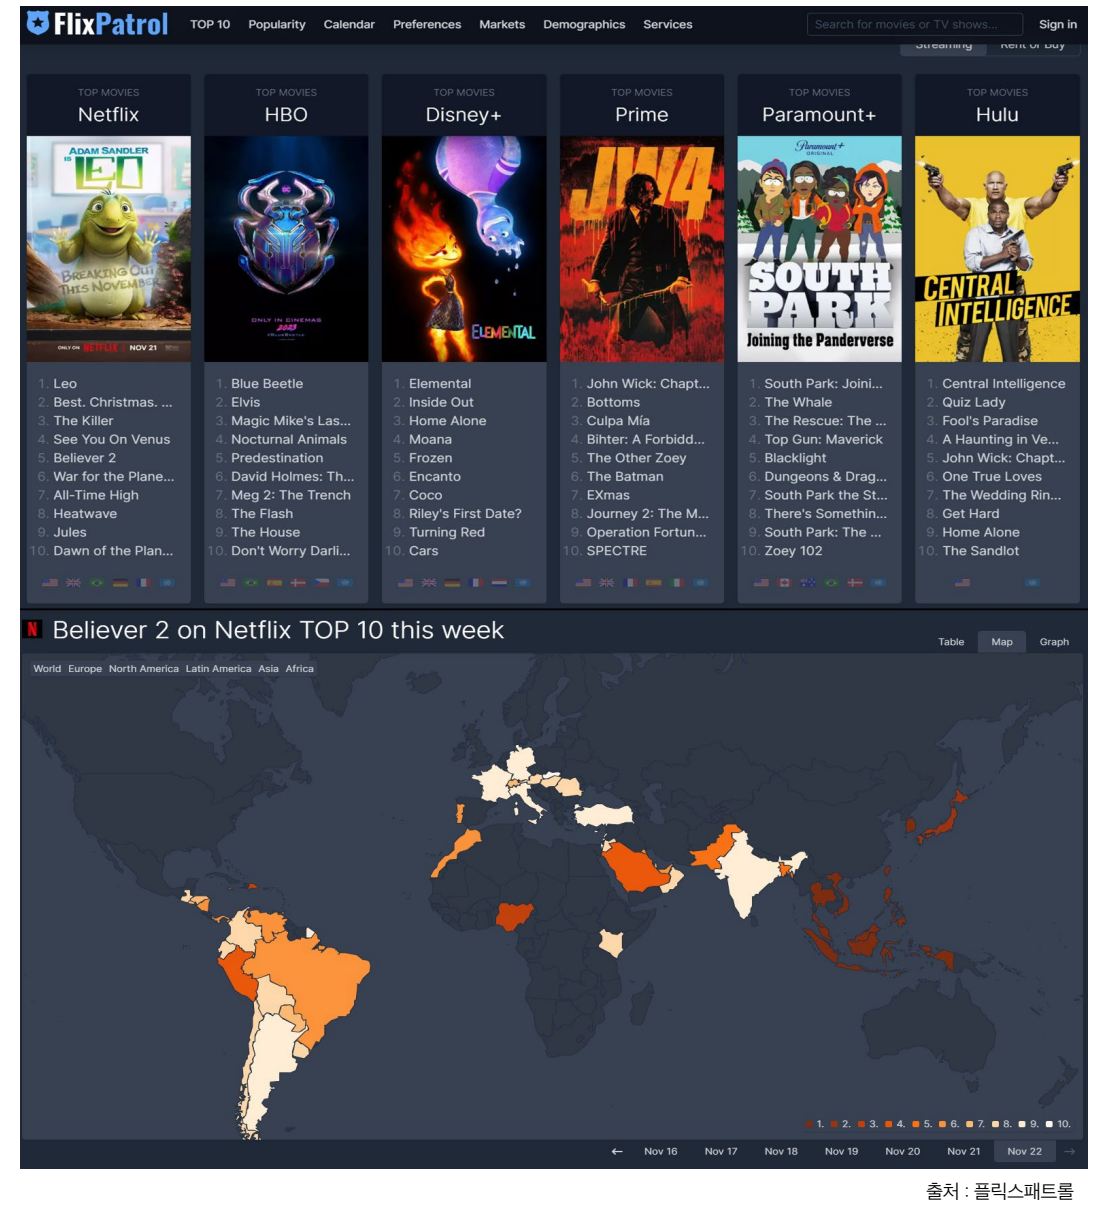 FlixPatrol TOP 10 Popularity Calendar Preferences Markets Demographics Services Search for movies or TV shows... Sign in
Streaming Rent or Buy
TOP MOVIES
Netflix
ADAM SANDLER
IS
LEO
BREAKING OUT
THIS NOVEMBER
ONLY ON NETFLIX | NOV 21
1. Leo
2. Best. Christmas. ...
3. The Killer
4. See You On Venus
5. Believer 2
6. War for the Plane...
7. All-Time High
8. Heatwave
9. Jules
10. Dawn of the Plan...
TOP MOVIES
HBO
DC
ONLY IN CINEMAS
2023
1. Blue Beetle
2. Elvis
3. Magic Mike's Las...
4. Nocturnal Animals
5. Predestination
6. David Holmes: Th...
7. Meg 2: The Trench
8. The Flash
9. The House
10. Don't Worry Darli...
TOP MOVIES
Disney+
ELEMENTAL
1. Elemental
2. Inside Out
3. Home Alone
4. Moana
5. Frozen
6. Encanto
7. Coco
8. Riley's First Date?
9. Turning Red
10. Cars
TOP MOVIES
Prime
JW4
1. John Wick: Chapt...
2. Bottoms
3. Culpa Mía
4. Bihter: A Forbidd...
5. The Other Zoey
6. The Batman
7. EXmas
8. Journey 2: The M...
9. Operation Fortun...
10. SPECTRE
TOP MOVIES
Paramount+
Paramount+
ORIGINAL
SOUTH
PARK
Joining the Panderverse
1. South Park: Joini...
2. The Whale
3. The Rescue: The ...
4. Top Gun: Maverick
5. Blacklight
6. Dungeons & Drag...
7. South Park the St...
8. There's Somethin...
9. South Park: The ...
10. Zoey 102
TOP MOVIES
Hulu
CENTRAL
INTELLIGENCE
1. Central Intelligence
2. Quiz Lady
3. Fool's Paradise
4. A Haunting in Ve...
5. John Wick: Chapt...
6. One True Loves
7. The Wedding Rin...
8. Get Hard
9. Home Alone
10. The Sandlot
N Believer 2 on Netflix TOP 10 this week
Table Map Graph
World Europe North America Latin America Asia Africa
1. 2. 3. 4. 5. 6. 7. 8. 9. 10.
← Nov 16 Nov 17 Nov 18 Nov 19 Nov 20 Nov 21 Nov 22 →
출처 : 플릭스패트롤